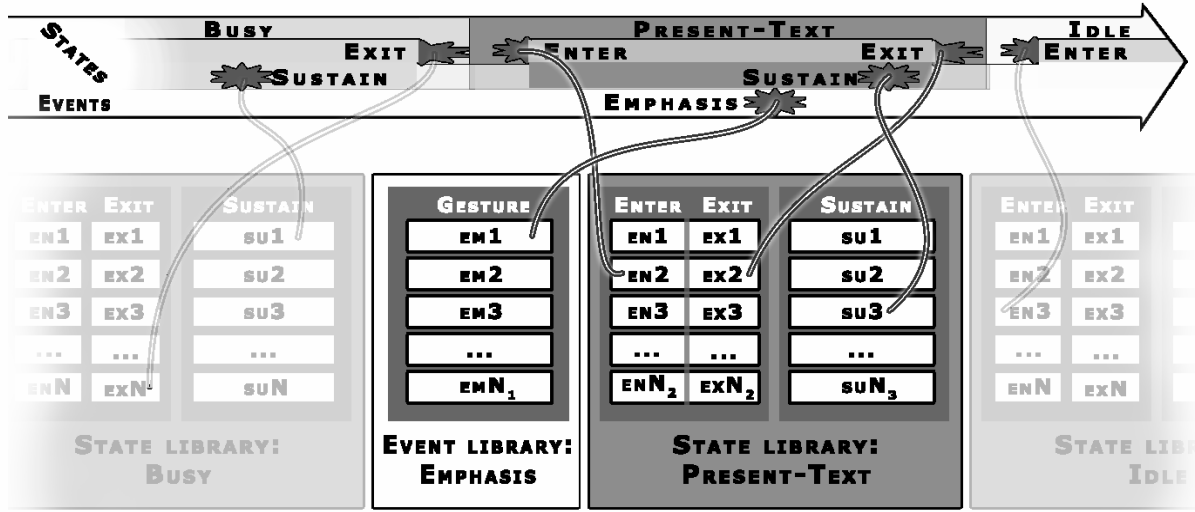 STATES
BUSY
PRESENT-TEXT
IDLE
EXIT
ENTER
EXIT
ENTER
SUSTAIN
SUSTAIN
EVENTS
EMPHASIS
ENTER EXIT SUSTAIN
EN1 EX1 SU1
EN2 EX2 SU2
EN3 EX3 SU3
... ... ...
ENN EXN SUN
STATE LIBRARY:
BUSY
GESTURE
EM1
EM2
EM3
...
EMN1
EVENT LIBRARY:
EMPHASIS
ENTER EXIT SUSTAIN
EN1 EX1 SU1
EN2 EX2 SU2
EN3 EX3 SU3
... ... ...
ENN2 EXN2 SUN3
STATE LIBRARY:
PRESENT-TEXT
ENTER EXIT
EN1 EX1
EN2 EX2
EN3 EX3
... ...
ENN EXN
STATE LIB
IDLE